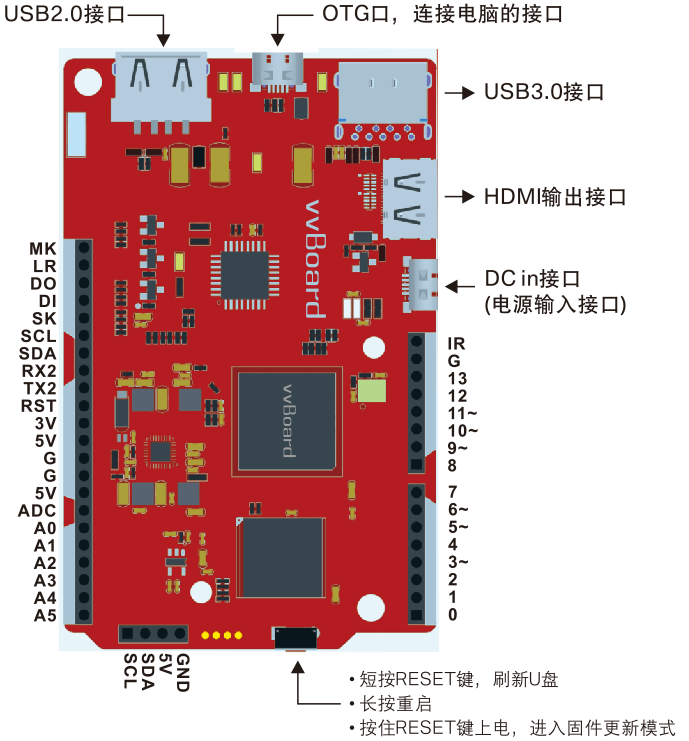 USB2.0接口
OTG口，连接电脑的接口
USB3.0接口
HDMI输出接口
DC in接口
(电源输入接口)
vvBoard
MK
LR
DO
DI
SK
SCL
SDA
RX2
TX2
RST
3V
5V
G
G
5V
ADC
A0
A1
A2
A3
A4
A5
IR
G
13
12
11~
10~
9~
8
7
6~
5~
4
3~
2
1
0
vvBoard
SCL
SDA
5V
GND
• 短按RESET键，刷新U盘
• 长按重启
• 按住RESET键上电，进入固件更新模式